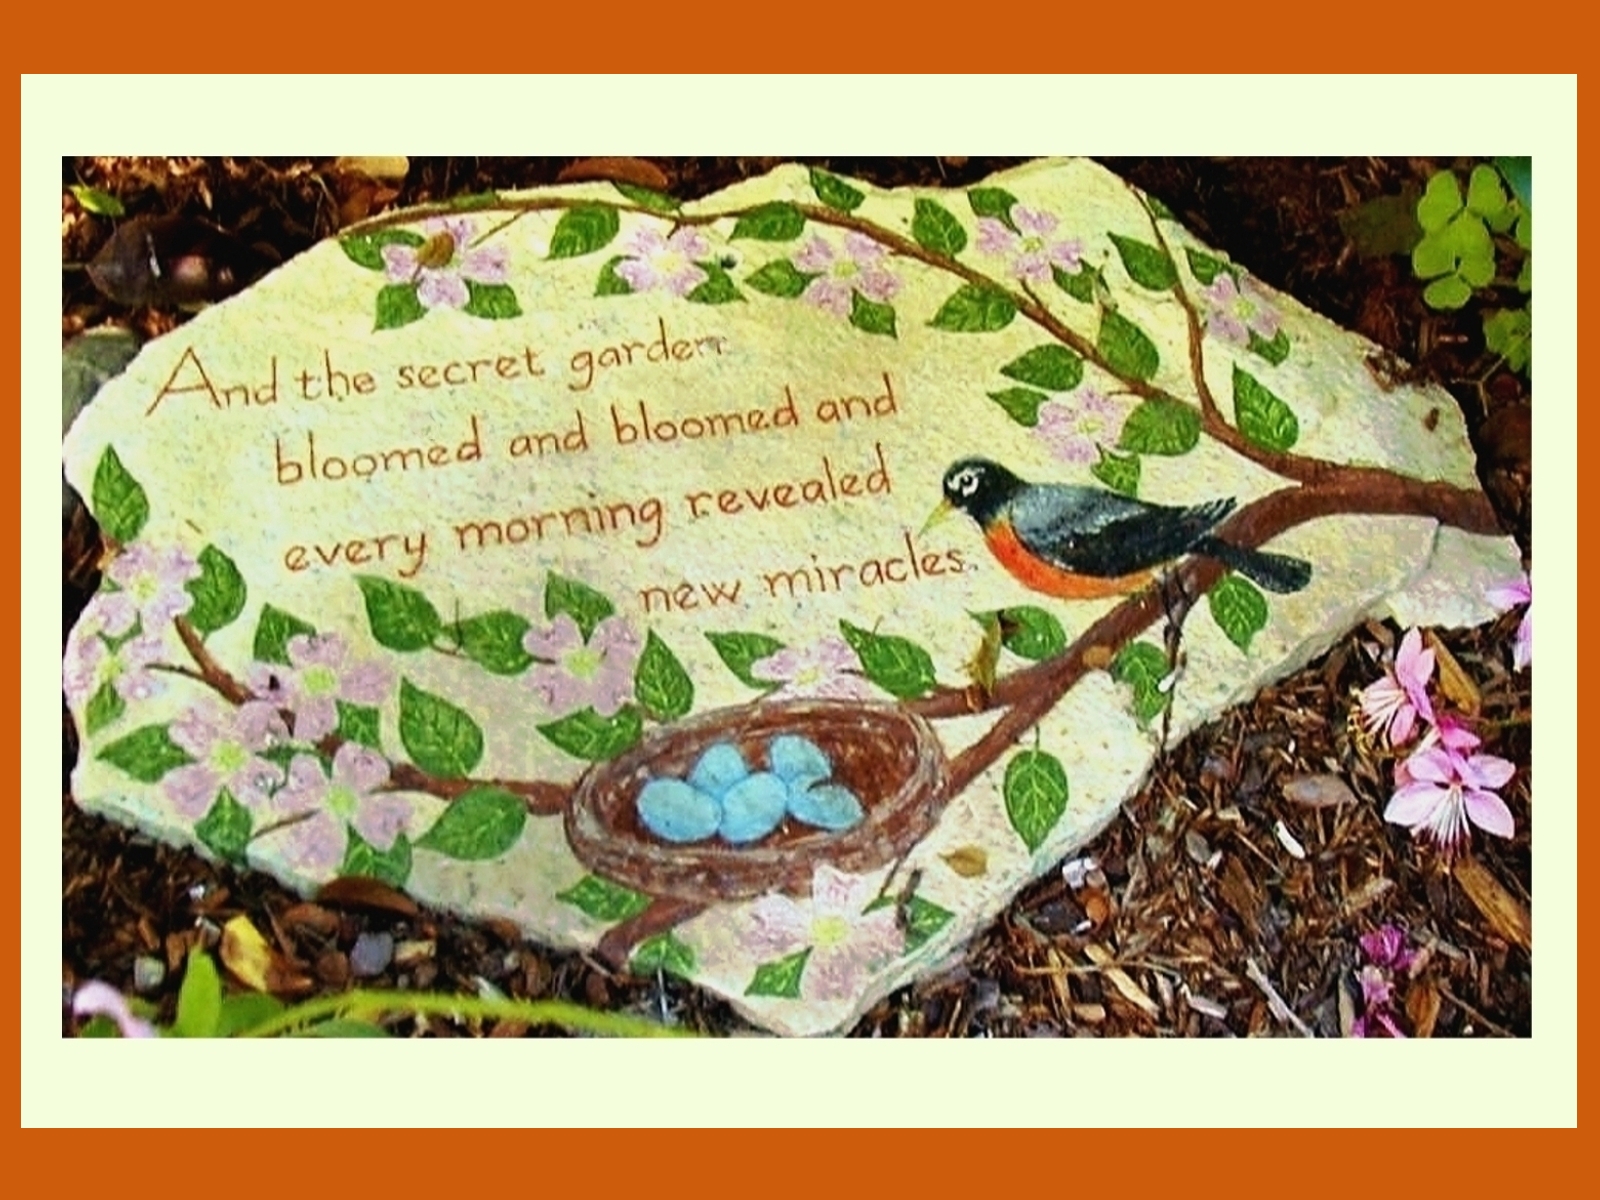 And the secret garden
bloomed and bloomed and
every morning revealed
new miracles.